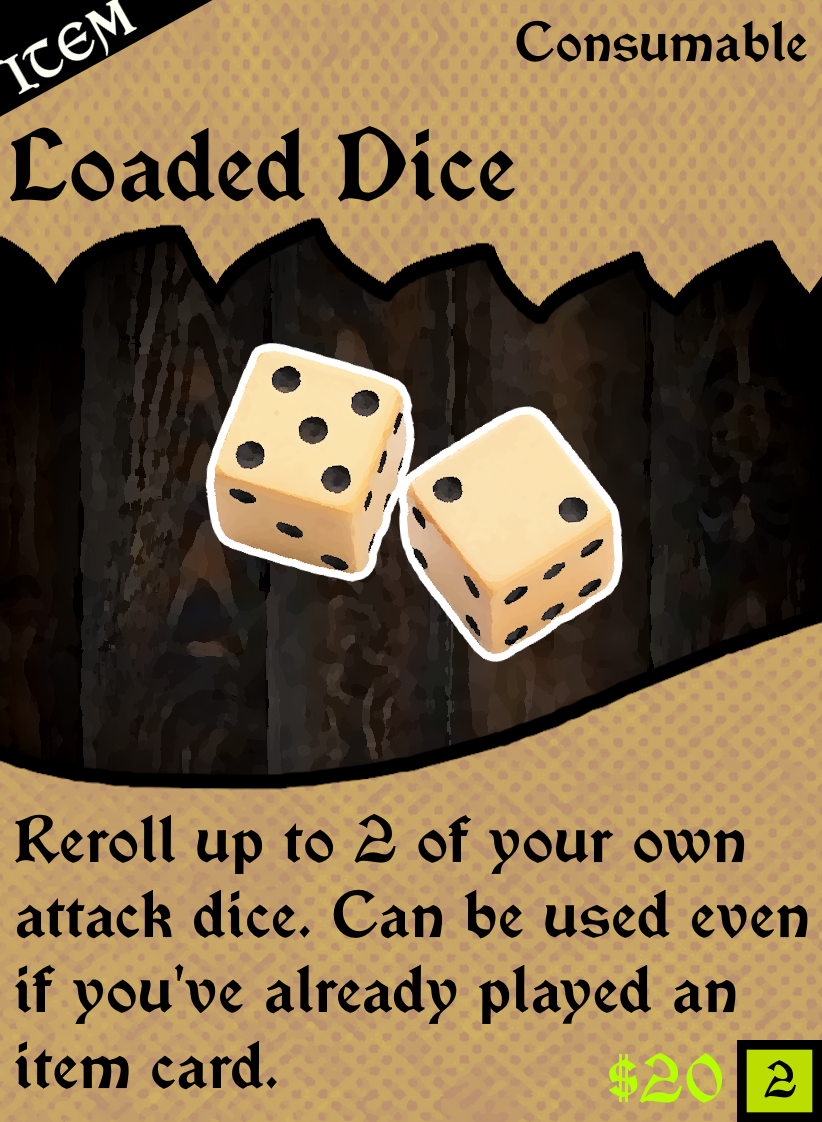 ITEM
Consumable
Loaded Dice
Reroll up to 2 of your own
attack dice. Can be used even
if you've already played an
item card.
$20
2